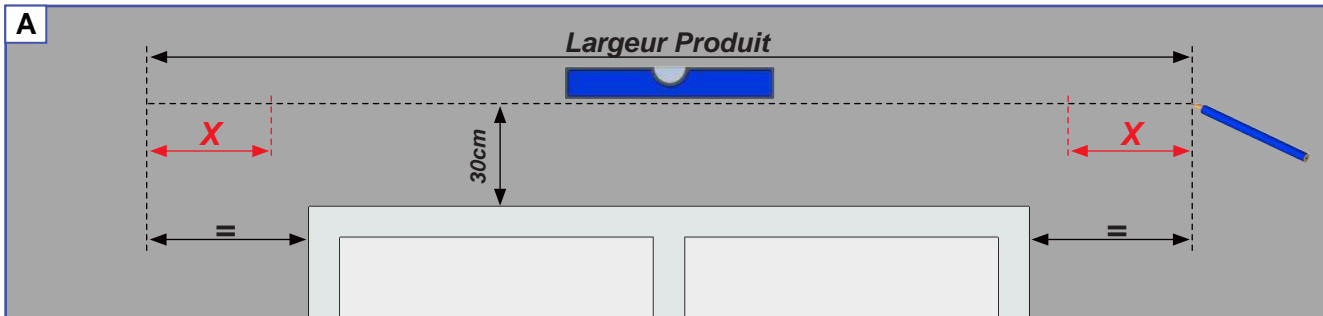 A
Largeur Produit
X
X
30cm
=
=